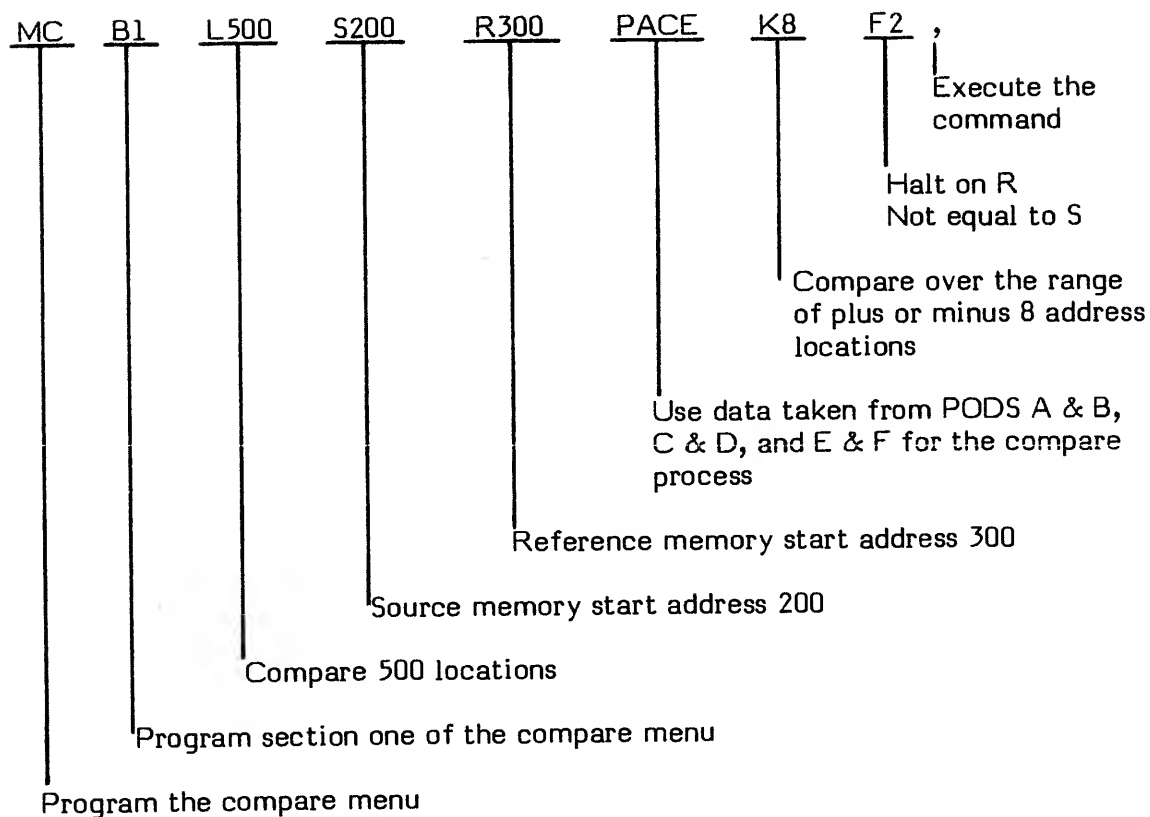 MC B1 L500 S200 R300 PACE K8 F2 ,
Execute the
command
Halt on R
Not equal to S
Compare over the range
of plus or minus 8 address
locations
Use data taken from PODS A & B,
C & D, and E & F for the compare
process
Reference memory start address 300
Source memory start address 200
Compare 500 locations
Program section one of the compare menu
Program the compare menu